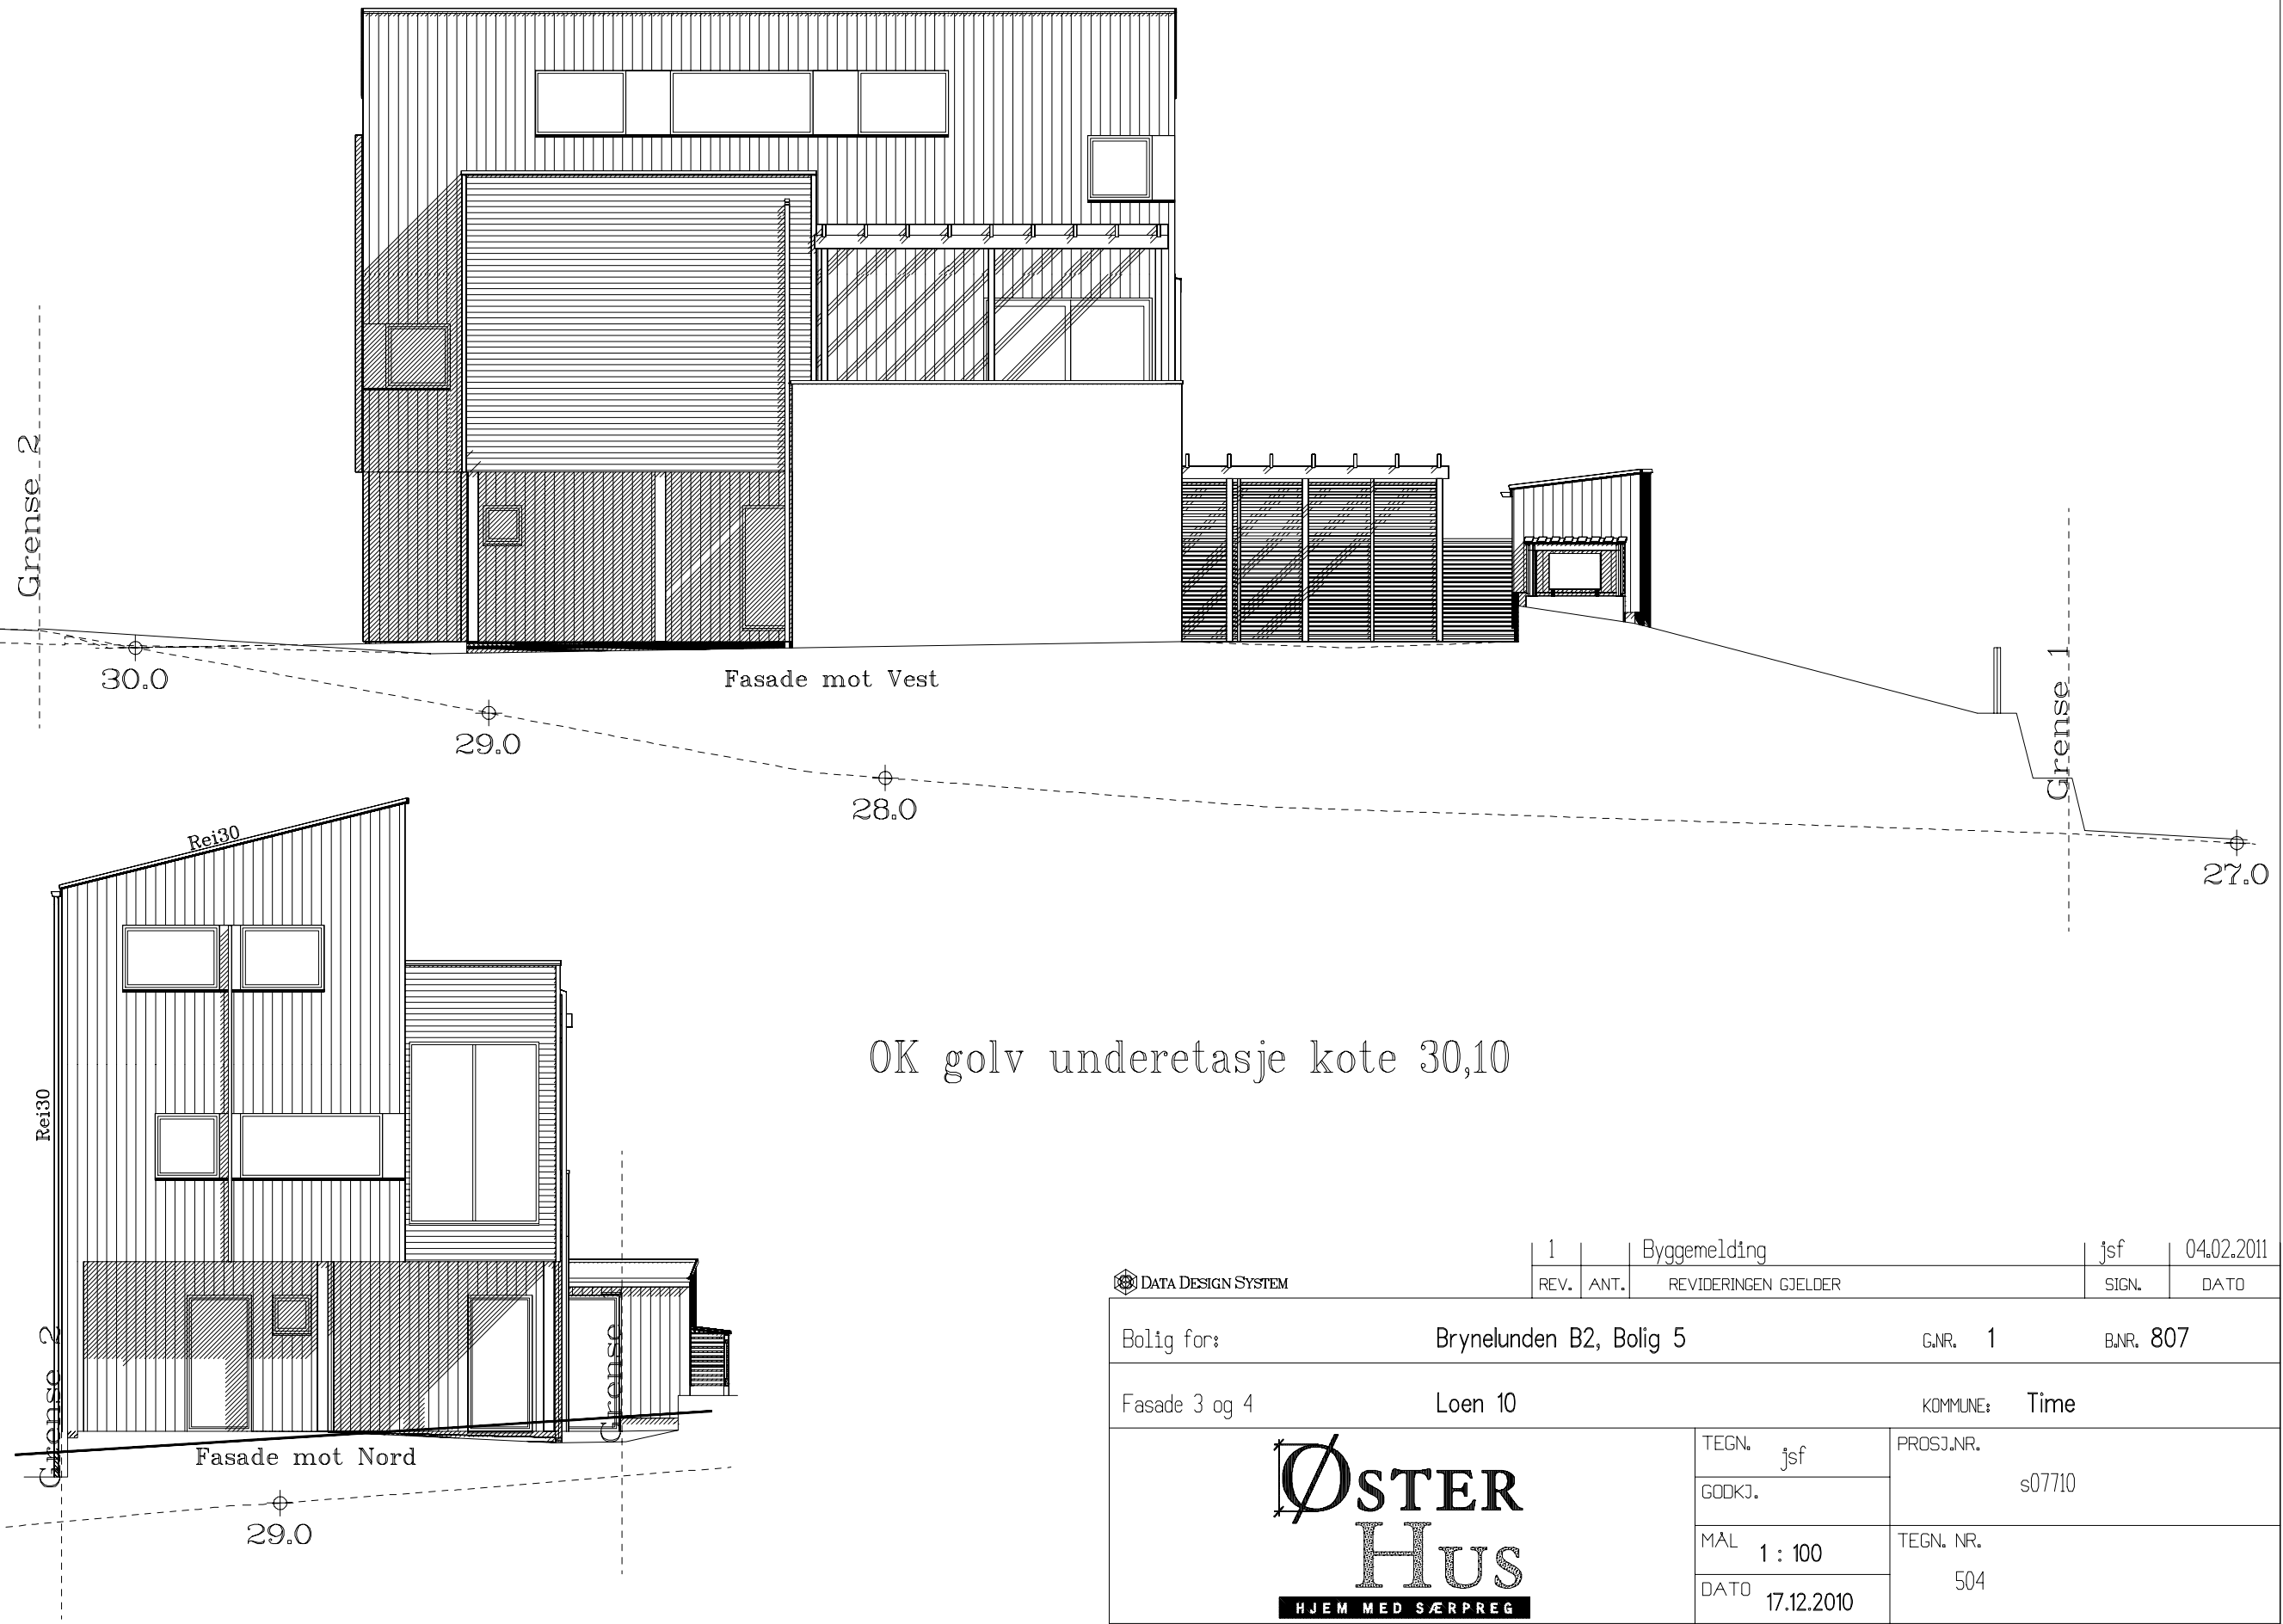 Grense 2
30.0
Fasade mot Vest
29.0
28.0
Grense 1
27.0
Rei30
Rei30
OK golv underetasje kote 30,10
Grense 2
Grense
Fasade mot Nord
29.0
DATA DESIGN SYSTEM
1 Byggemelding jsf 04.02.2011
REV. ANT. REVIDERINGEN GJELDER SIGN. DATO
Bolig for: Brynelunden B2, Bolig 5 G.NR. 1 B.NR. 807
Fasade 3 og 4 Loen 10 KOMMUNE: Time
ØSTER
HUS
HJEM MED SÆRPREG
TEGN. jsf
GODKJ.
MÅL 1 : 100
DATO 17.12.2010
PROSJ.NR.
s07710
TEGN. NR.
504